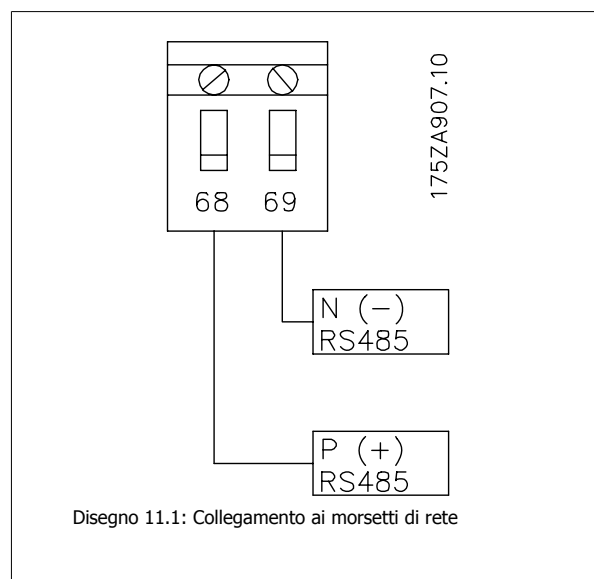 175ZA907.10
68 69
N (-)
RS485
P (+)
RS485
Disegno 11.1: Collegamento ai morsetti di rete